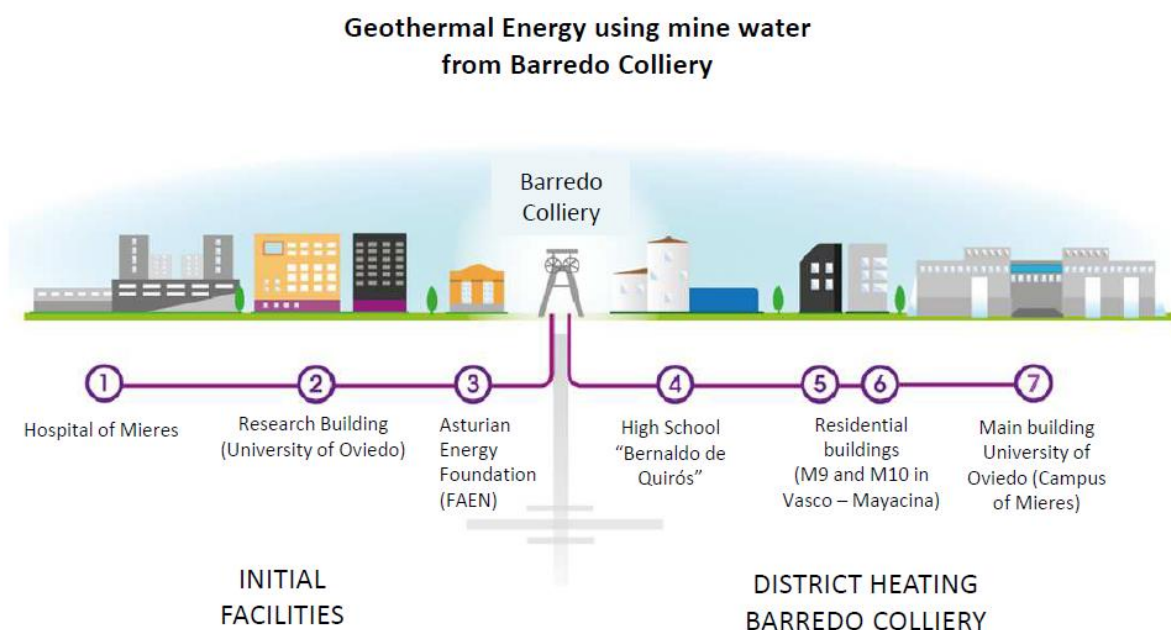 Geothermal Energy using mine water
from Barredo Colliery
Barredo
Colliery
1
2
3
4
5
6
7
Hospital of Mieres
Research Building
(University of Oviedo)
Asturian
Energy
Foundation
(FAEN)
High School
“Bernaldo de
Quirós”
Residential
buildings
(M9 and M10 in
Vasco – Mayacina)
Main building
University of
Oviedo (Campus
of Mieres)
INITIAL
FACILITIES
DISTRICT HEATING
BARREDO COLLIERY